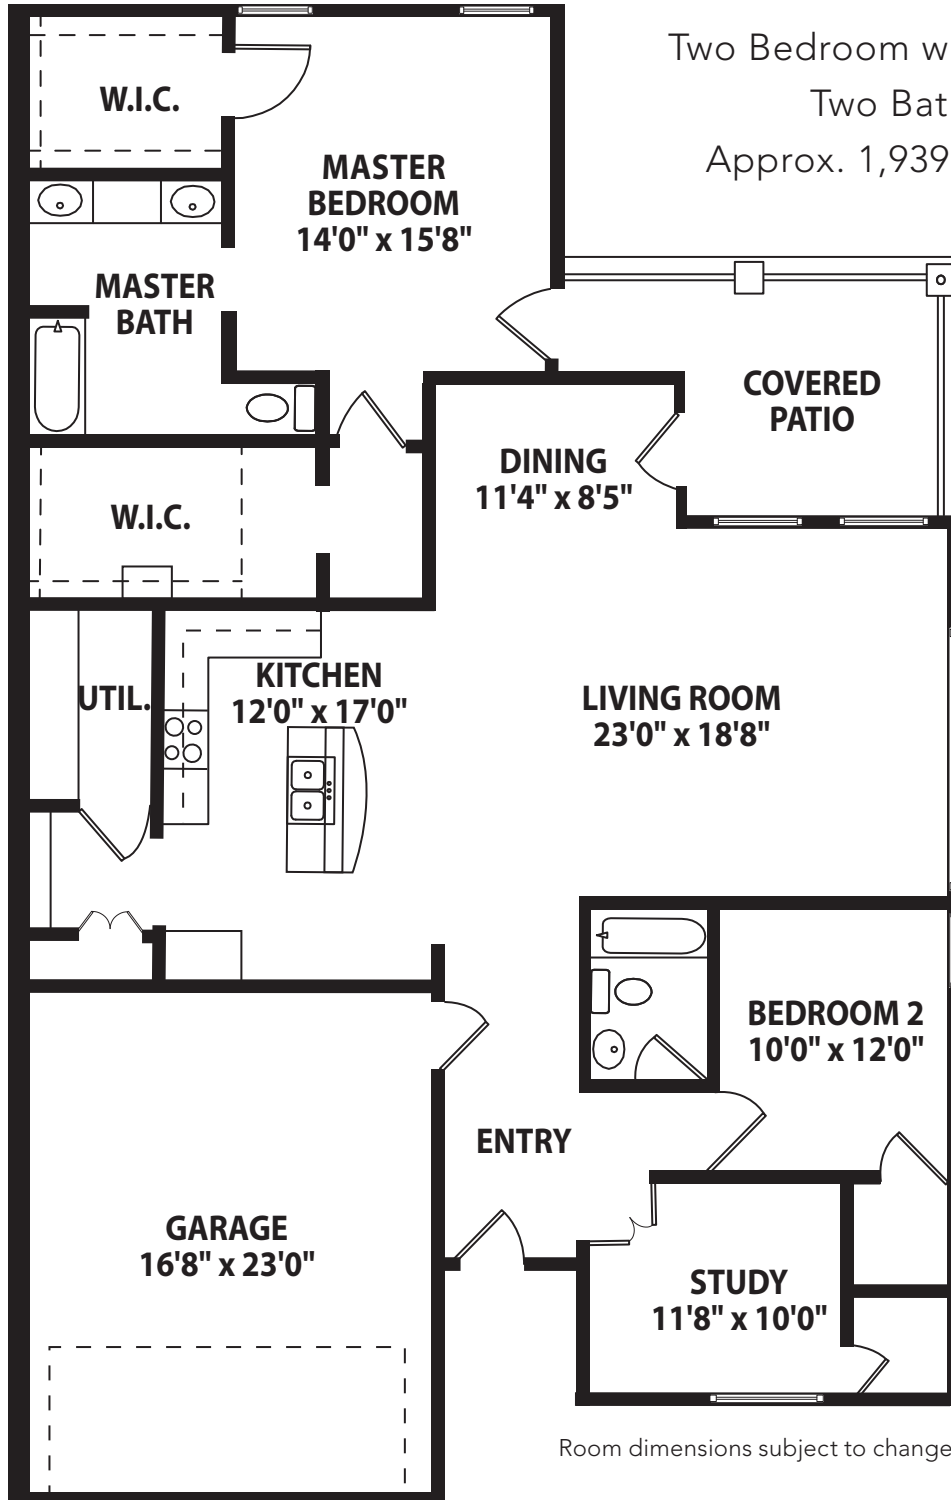 Two Bedroom w
Two Bat
Approx. 1,939
W.I.C.
MASTER
BEDROOM
14'0" x 15'8"
MASTER
BATH
COVERED
PATIO
DINING
11'4" x 8'5"
W.I.C.
KITCHEN
12'0" x 17'0"
UTIL.
LIVING ROOM
23'0" x 18'8"
BEDROOM 2
10'0" x 12'0"
ENTRY
GARAGE
16'8" x 23'0"
STUDY
11'8" x 10'0"
Room dimensions subject to change